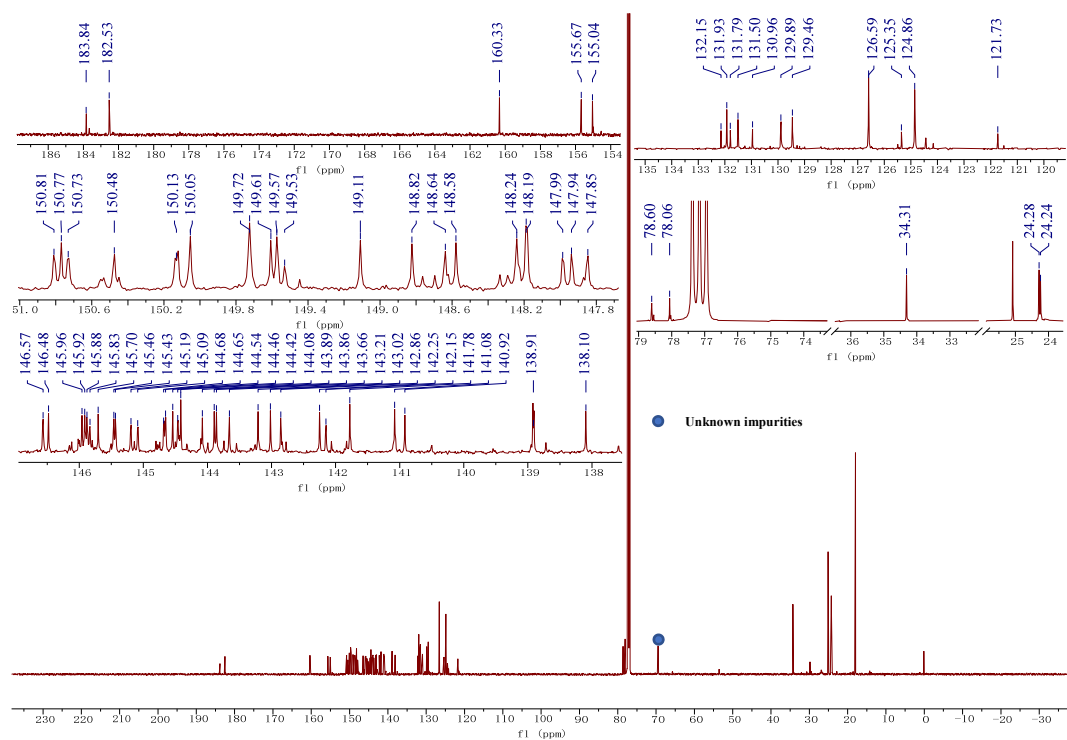 183.84 182.53 160.33 155.67 155.04
186 184 182 180 178 176 174 172 170 168 166 164 162 160 158 156 154
f1 (ppm)
132.15 131.93 131.79 131.50 130.96 129.89 129.46 126.59 125.35 124.86 121.73
135 134 133 132 131 130 129 128 127 126 125 124 123 122 121 120
f1 (ppm)
150.81 150.77 150.73 150.48 150.13 150.05 149.72 149.61 149.57 149.53 149.11 148.82 148.64 148.58 148.24 148.19 147.99 147.94 147.85
51.0 150.6 150.2 149.8 149.4 149.0 148.6 148.2 147.8
f1 (ppm)
78.60 78.06 34.31 24.28 24.24
79 78 77 76 75 74 36 35 34 33 25 24
f1 (ppm)
146.57 146.48 145.96 145.92 145.88 145.83 145.70 145.46 145.43 145.19 145.09 144.68 144.65 144.54 144.46 144.42 144.08 143.89 143.86 143.66 143.21 143.02 142.86 142.25 142.15 141.78 141.08 140.92 138.91 138.10
146 145 144 143 142 141 140 139 138
f1 (ppm)
Unknown impurities
230 220 210 200 190 180 170 160 150 140 130 120 110 100 90 80 70 60 50 40 30 20 10 0 -10 -20 -30
f1 (ppm)